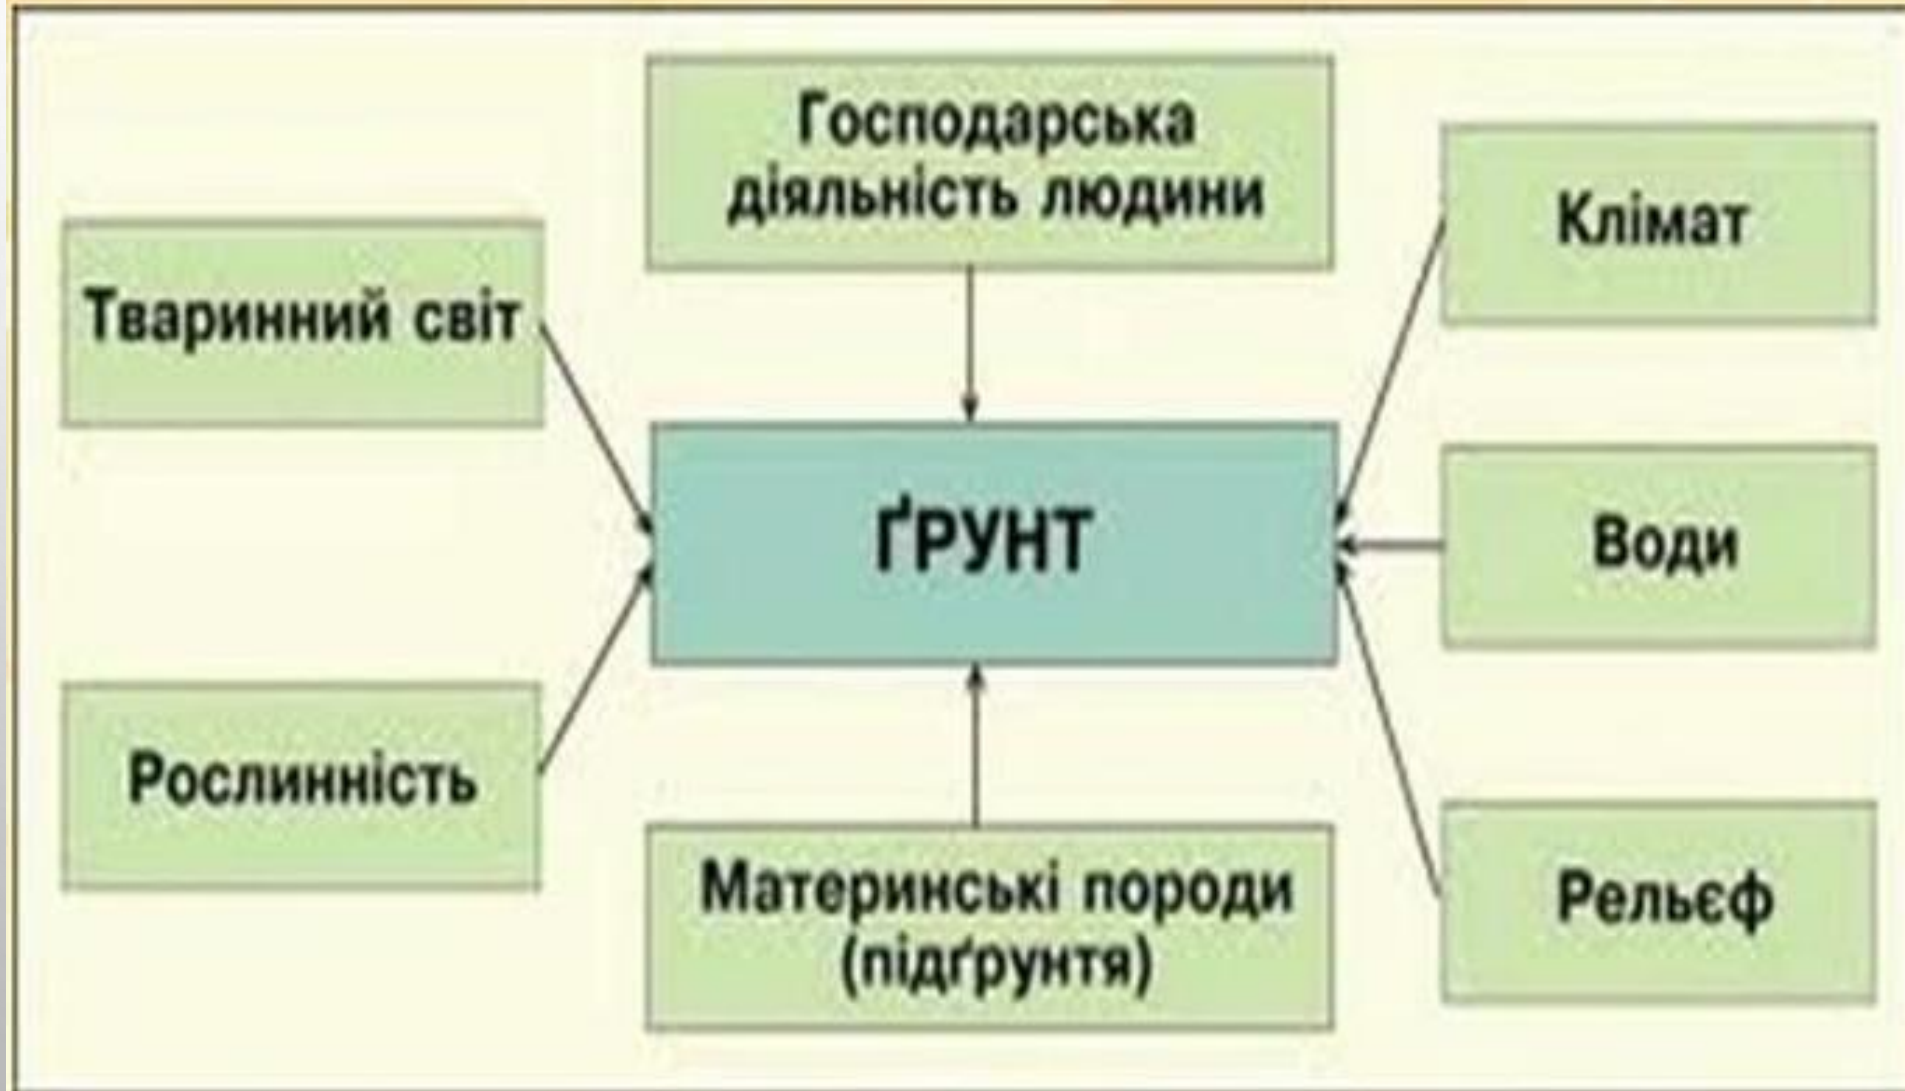 Господарська
діяльність людини
Клімат
Тваринний світ
ҐРУНТ
Води
Рослинність
Материнські породи
(підґрунтя)
Рельєф